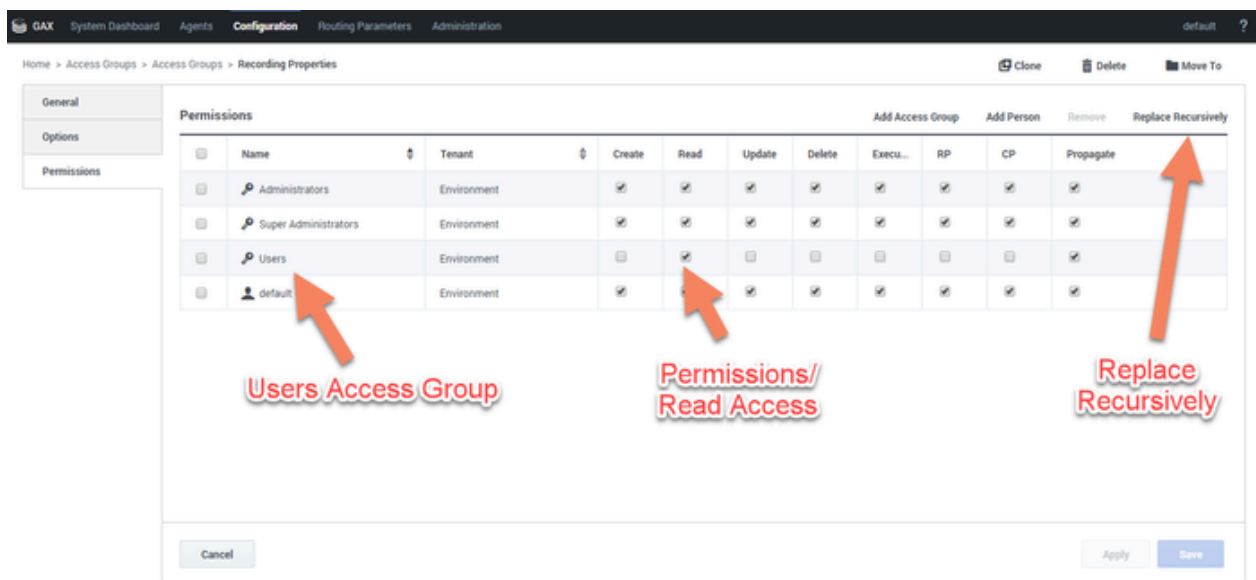 GAX System Dashboard Agents Configuration Routing Parameters Administration default ?
Home > Access Groups > Access Groups > Recording Properties Clone Delete Move To
General
Options
Permissions
Permissions Add Access Group Add Person Remove Replace Recursively
Name Tenant Create Read Update Delete Execu... RP CP Propagate
Administrators Environment
Super Administrators Environment
Users Environment
default Environment
Users Access Group
Permissions/
Read Access
Replace
Recursively
Cancel Apply Save